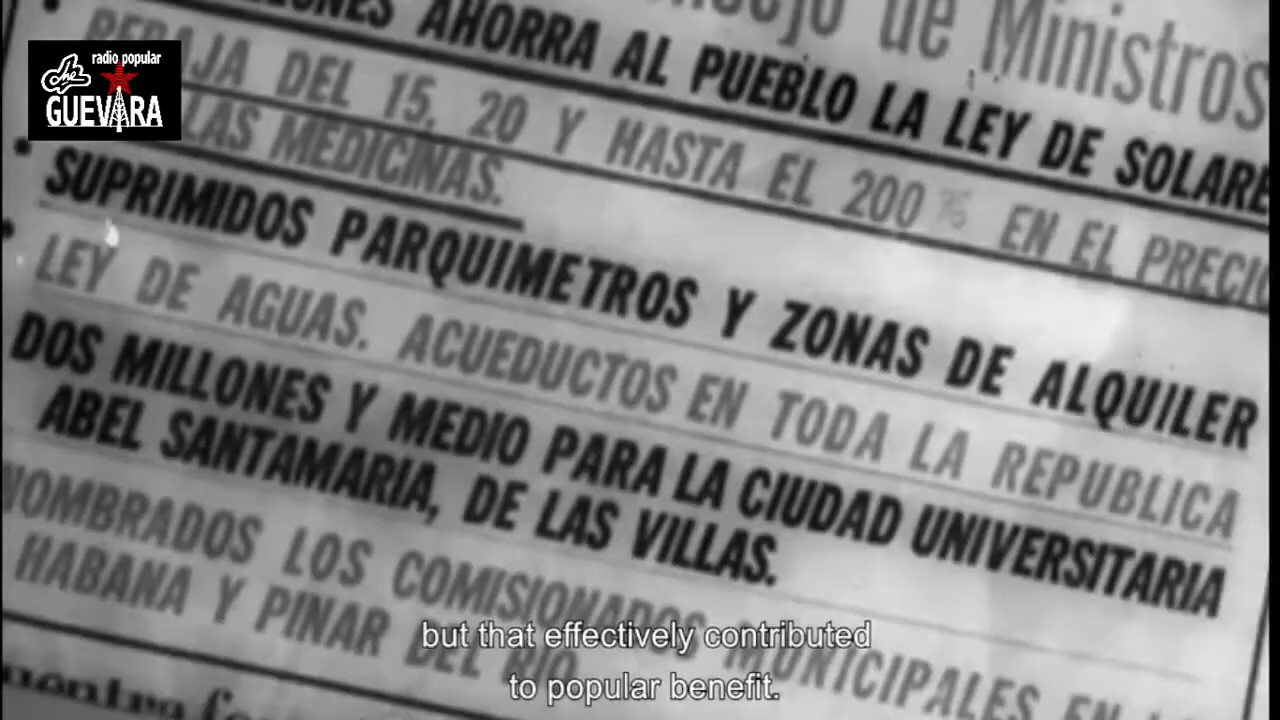 Consejo de Ministros
AHORRA AL PUEBLO LA LEY DE SOLARE
REBAJA DEL 15, 20 Y HASTA EL 200% EN EL PRECIO
LAS MEDICINAS.
SUPRIMIDOS PARQUIMETROS Y ZONAS DE ALQUILER
LEY DE AGUAS. ACUEDUCTOS EN TODA LA REPUBLICA
DOS MILLONES Y MEDIO PARA LA CIUDAD UNIVERSITARIA
ABEL SANTAMARIA, DE LAS VILLAS.
NOMBRADOS LOS COMISIONADOS MUNICIPALES EN
HABANA Y PINAR DEL RIO
che
radio popular
GUEVARA
but that effectively contributed
to popular benefit.